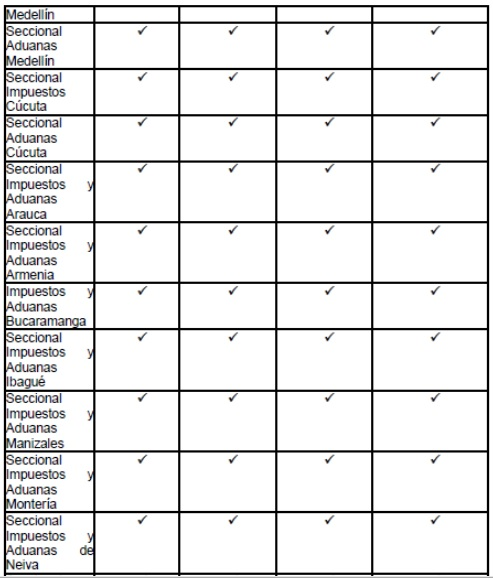 Medellín
Seccional ✓ ✓ ✓ ✓
Aduanas
Medellín
Seccional ✓ ✓ ✓ ✓
Impuestos
Cúcuta
Seccional ✓ ✓ ✓ ✓
Aduanas
Cúcuta
Seccional ✓ ✓ ✓ ✓
Impuestos y
Aduanas
Arauca
Seccional ✓ ✓ ✓ ✓
Impuestos y
Aduanas
Armenia
Impuestos y ✓ ✓ ✓ ✓
Aduanas
Bucaramanga
Seccional ✓ ✓ ✓ ✓
Impuestos y
Aduanas
Ibagué
Seccional ✓ ✓ ✓ ✓
Impuestos y
Aduanas
Manizales
Seccional ✓ ✓ ✓ ✓
Impuestos y
Aduanas
Montería
Seccional ✓ ✓ ✓ ✓
Impuestos y
Aduanas de
Neiva